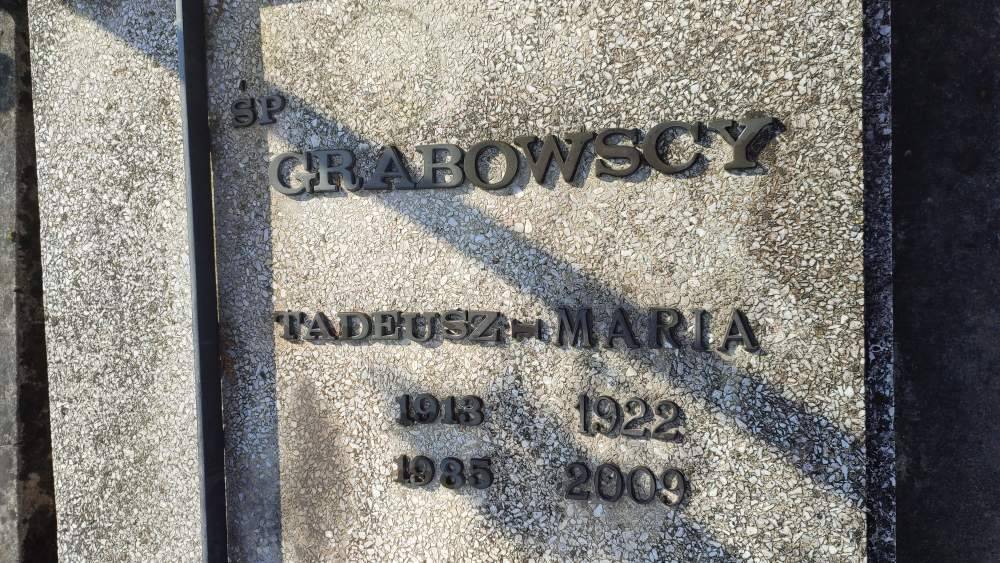 ŚP
GRABOWSCY
TADEUSZ - MARIA
1913 1922
1985 2009